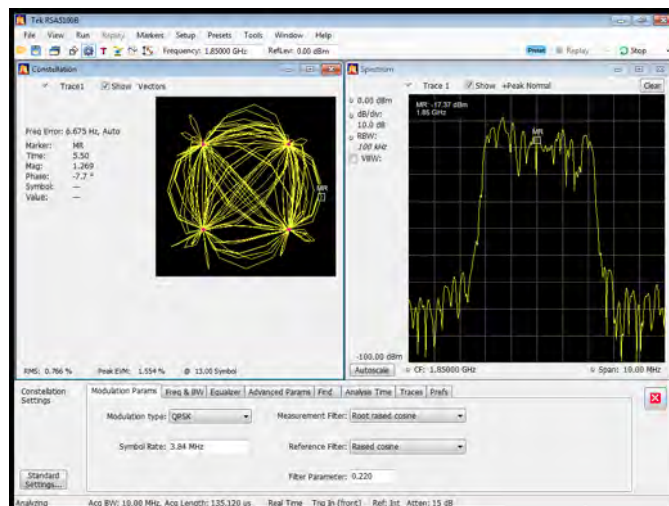 Tek RSA5100B
File View Run Replay Markers Setup Presets Tools Window Help
Frequency: 1.85000 GHz RefLev: 0.00 dBm Preset Replay Stop
Constellation
Trace1 Show Vectors
Freq Error: 6.675 Hz, Auto
Marker: MR
Time: 5.50
Mag: 1.269
Phase: -7.7 °
Symbol: —
Value: —
MR
RMS: 0.766 % Peak EVM: 1.554 % @ 13.00 Symbol
Spectrum
Trace 1 Show +Peak Normal Clear
0.00 dBm
dB/div:
10.0 dB
RBW:
100 kHz
VBW:
MR: -17.37 dBm
1.85 GHz
MR
-100.00 dBm
Autoscale CF: 1.85000 GHz Span: 10.00 MHz
Constellation
Settings
Modulation Params Freq & BW Equalizer Advanced Params Find Analysis Time Traces Prefs
Modulation type: QPSK Measurement Filter: Root raised cosine
Symbol Rate: 3.84 MHz Reference Filter: Raised cosine
Filter Parameter: 0.220
Standard
Settings...
Analyzing Acq BW: 10.00 MHz, Acq Length: 135.120 us Real Time Trig In (front) Ref: Int Atten: 15 dB